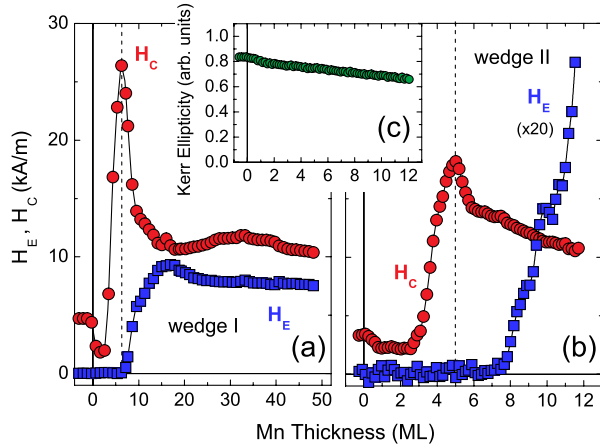 30
20
10
0
H_E , H_C (kA/m)
H_C
wedge I
H_E
(a)
0 10 20 30 40 50
Kerr Ellipticity (arb. units)
1.0
0.8
0.6
0.4
0.2
0.0
(c)
0 2 4 6 8 10 12
wedge II
H_E
(x20)
H_C
(b)
0 2 4 6 8 10 12
Mn Thickness (ML)